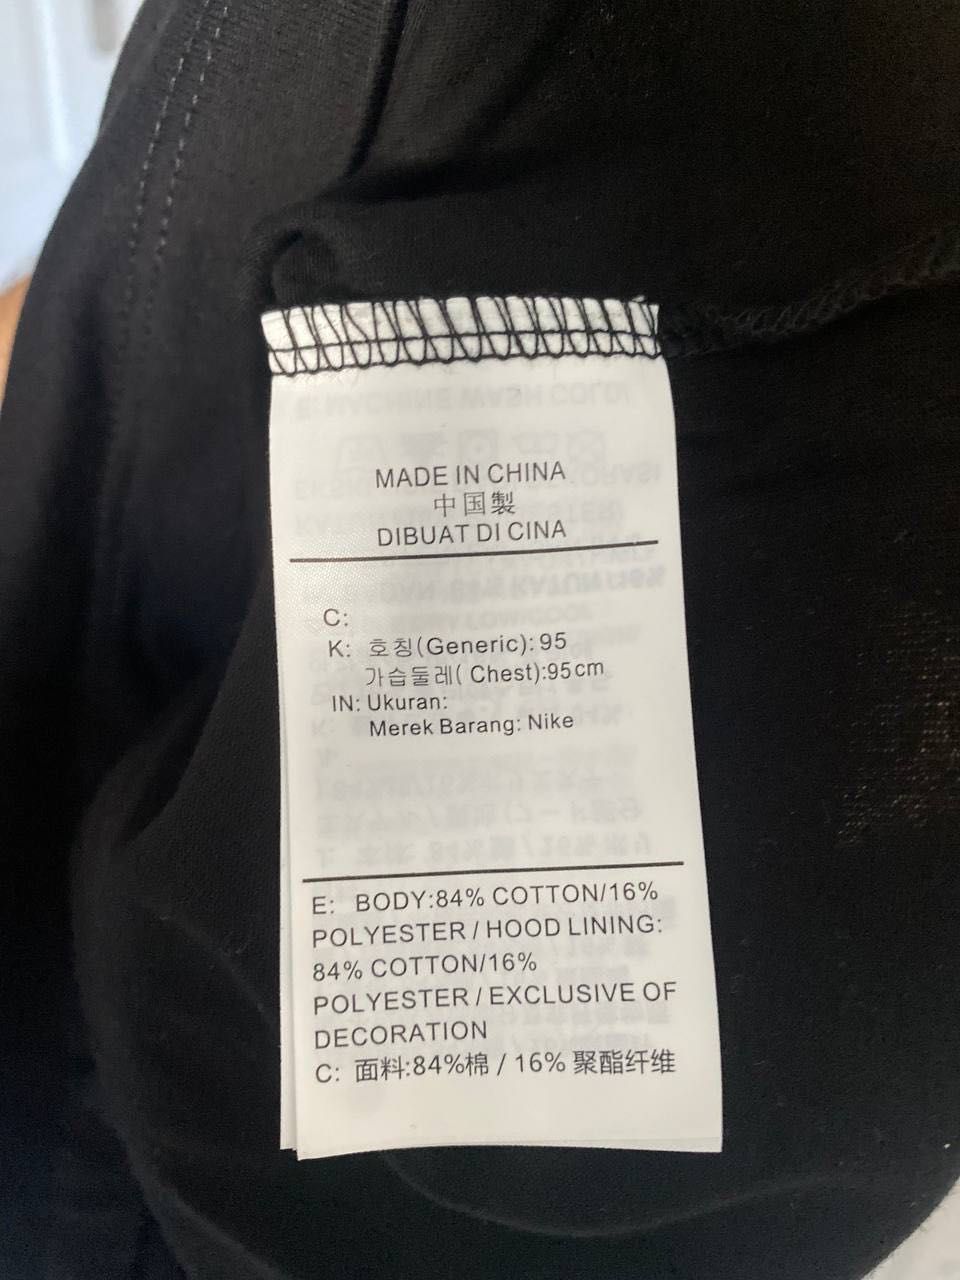 MADE IN CHINA
中国製
DIBUAT DI CINA
C:
K: 호칭(Generic): 95
가슴둘레( Chest):95cm
IN: Ukuran:
Merek Barang: Nike
E: BODY:84% COTTON/16%
POLYESTER / HOOD LINING:
84% COTTON/16%
POLYESTER / EXCLUSIVE OF
DECORATION
C: 面料:84%棉 / 16% 聚酯纤维